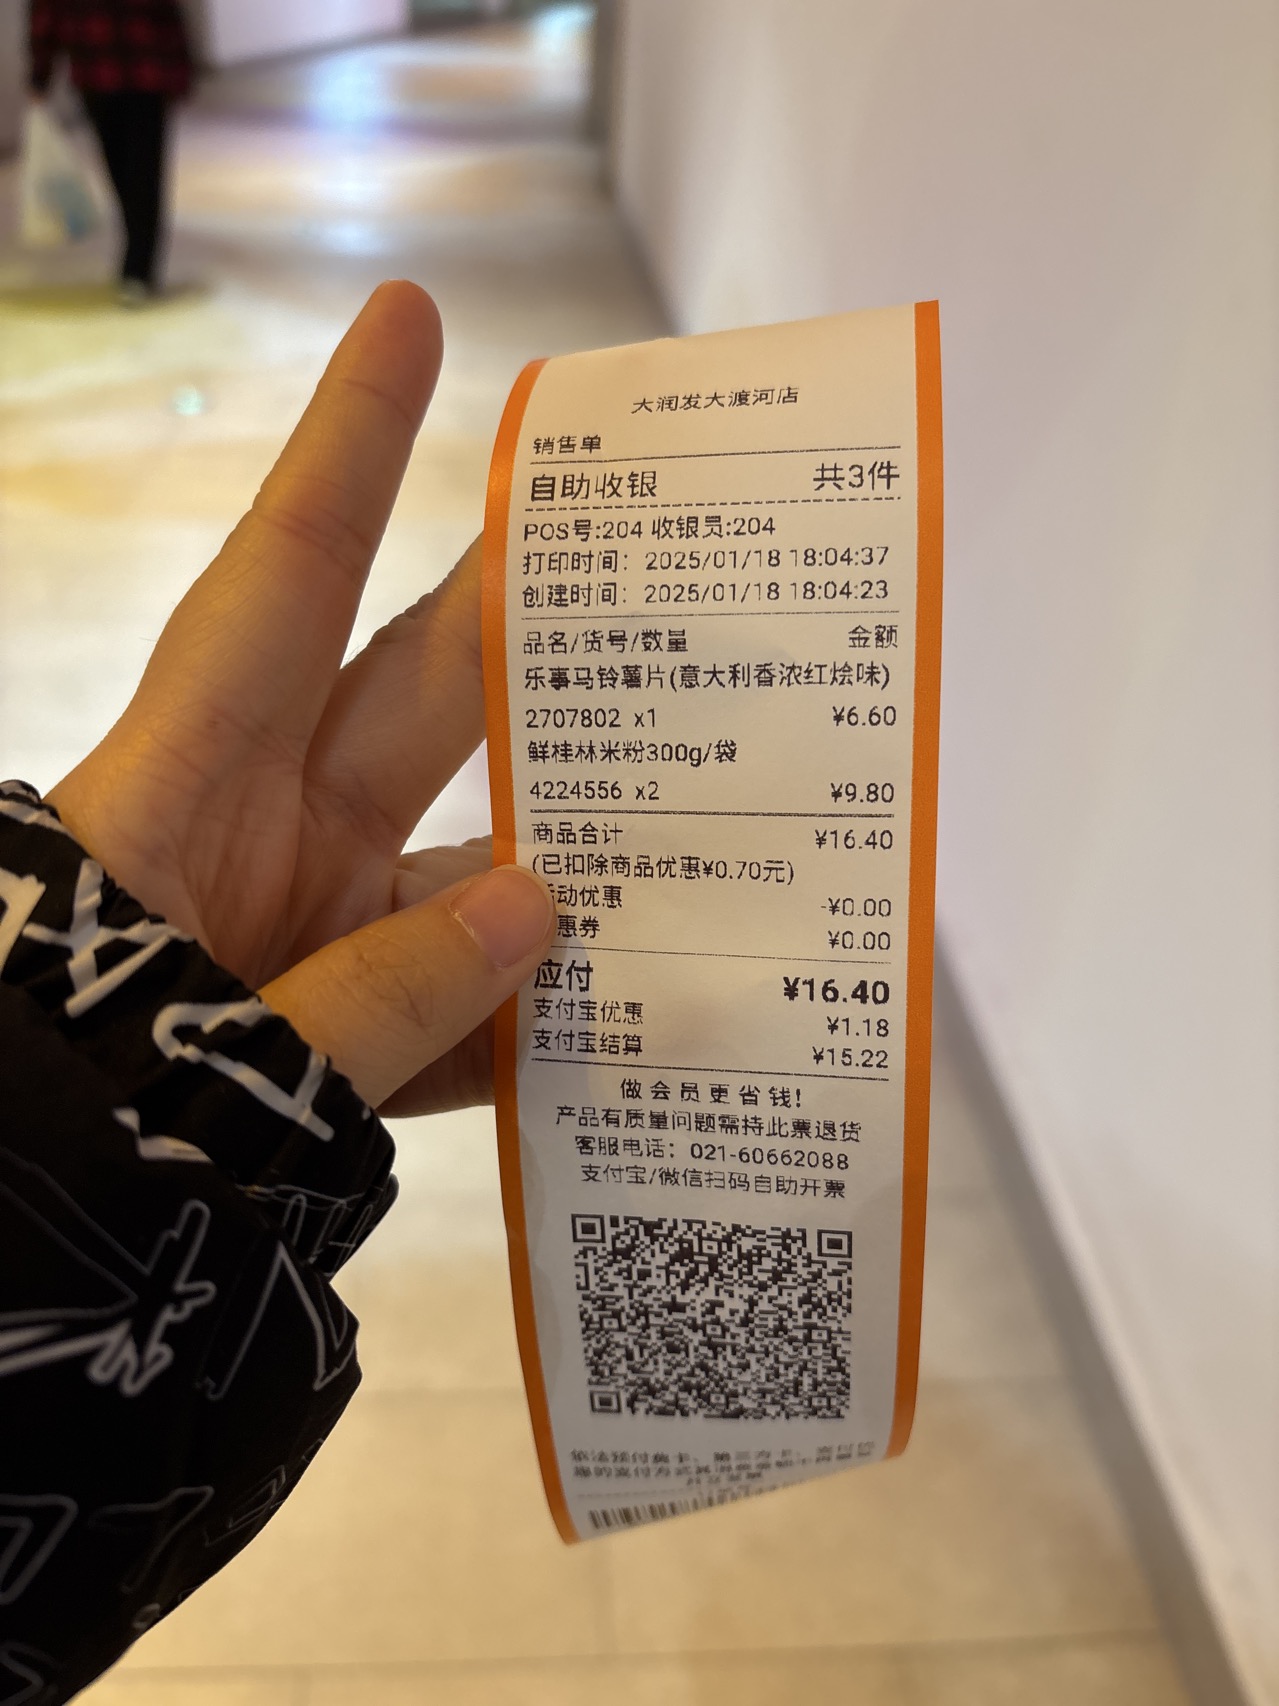 大润发大渡河店
销售单
自助收银 共3件
POS号:204 收银员:204
打印时间： 2025/01/18 18:04:37
创建时间： 2025/01/18 18:04:23
品名/货号/数量 金额
乐事马铃薯片(意大利香浓红烩味)
2707802 x1 ¥6.60
鲜桂林米粉300g/袋
4224556 x2 ¥9.80
商品合计 ¥16.40
(已扣除商品优惠¥0.70元)
动优惠 -¥0.00
惠券 ¥0.00
应付 ¥16.40
支付宝优惠 ¥1.18
支付宝结算 ¥15.22
做会员更省钱!
产品有质量问题需持此票退货
客服电话： 021-60662088
支付宝/微信扫码自助开票